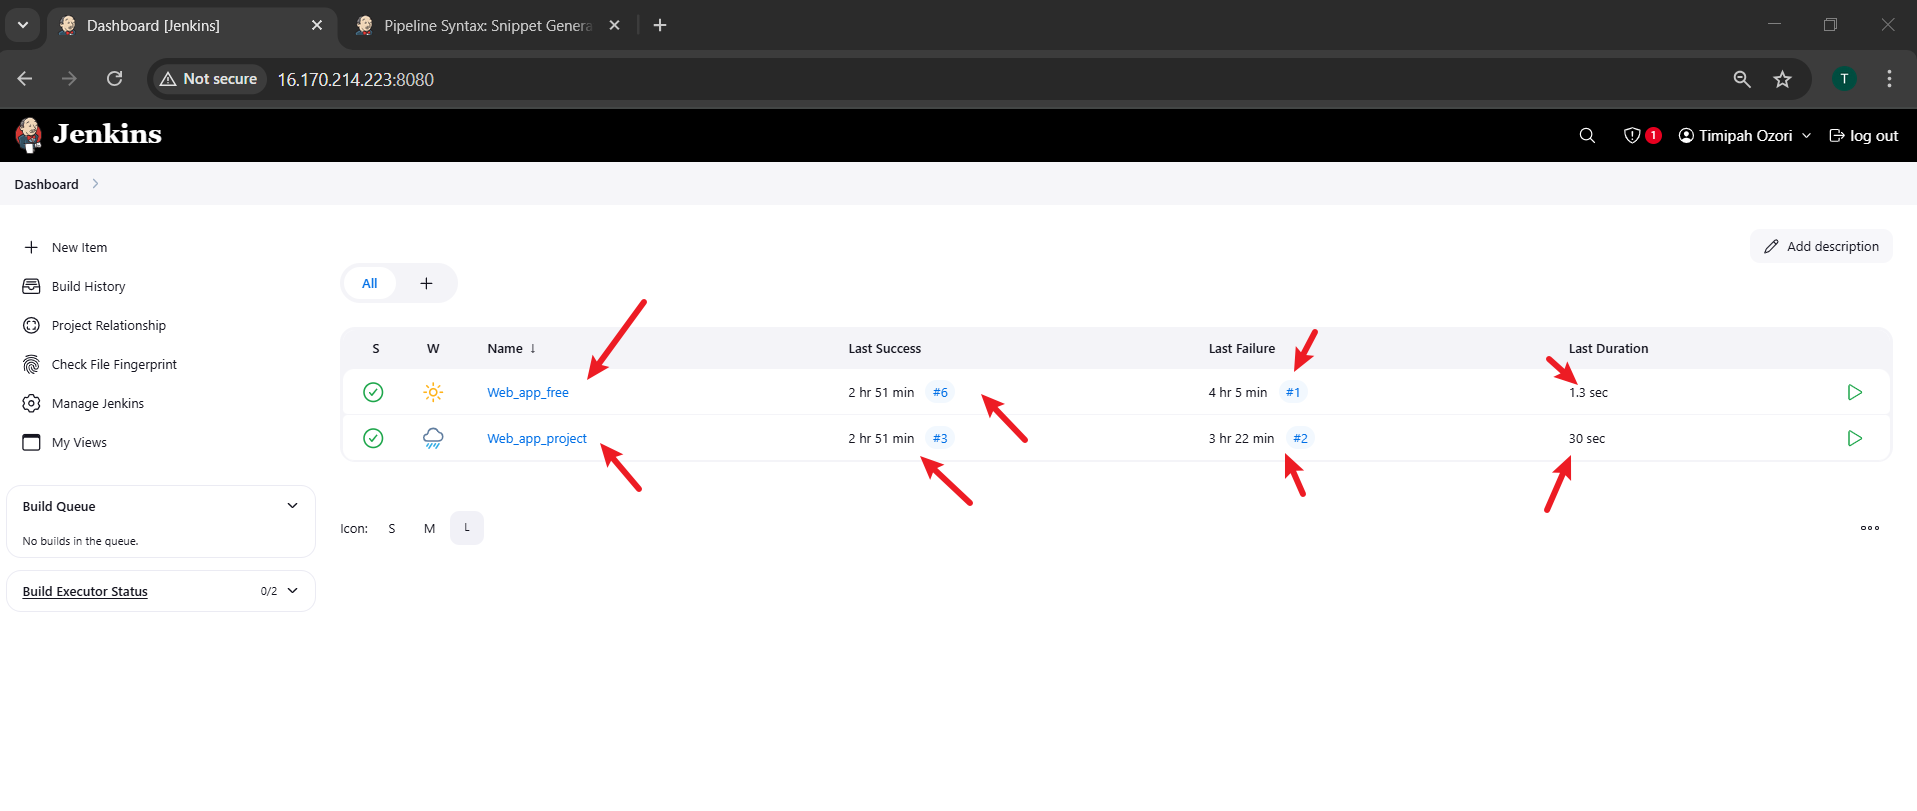 Dashboard [Jenkins]
Pipeline Syntax: Snippet Genera
Not secure
16.170.214.223:8080
T
Jenkins
1
Timipah Ozori
log out
Dashboard
New Item
Build History
Project Relationship
Check File Fingerprint
Manage Jenkins
My Views
Build Queue
No builds in the queue.
Build Executor Status 0/2
Add description
All +
S W Name ↓ Last Success Last Failure Last Duration
Web_app_free 2 hr 51 min #6 4 hr 5 min #1 1.3 sec
Web_app_project 2 hr 51 min #3 3 hr 22 min #2 30 sec
Icon: S M L